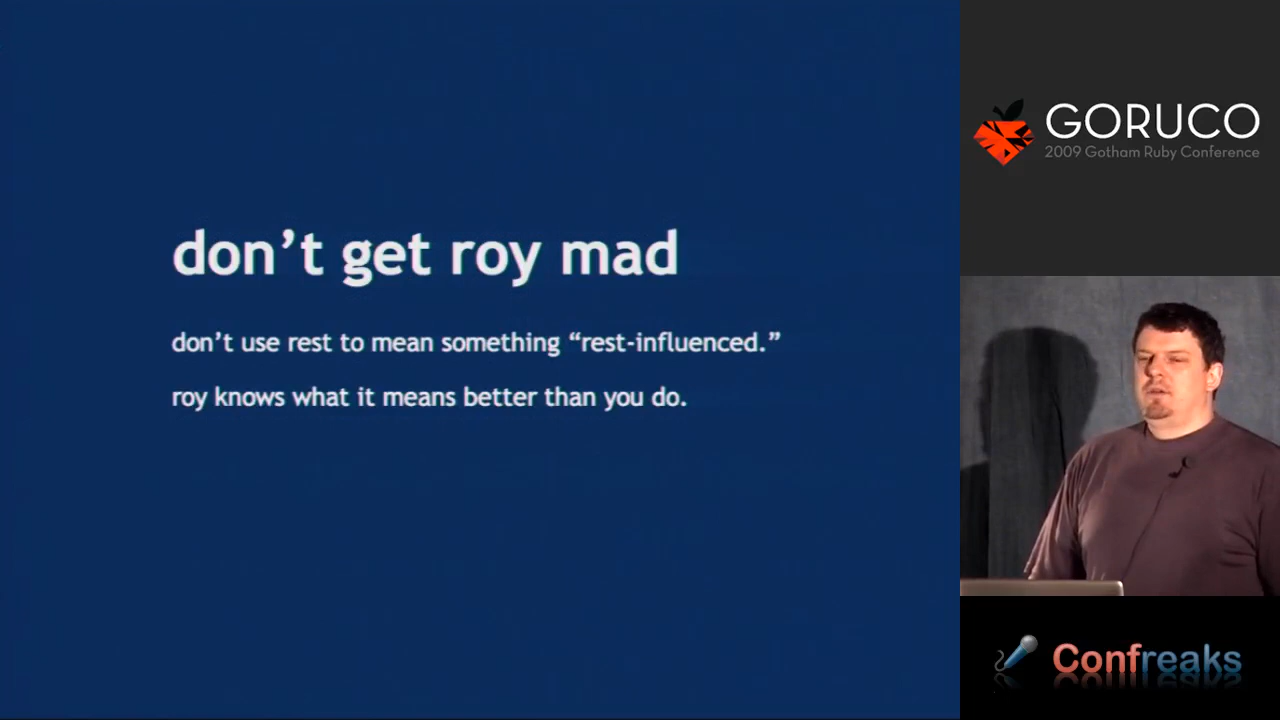 don’t get roy mad
don’t use rest to mean something “rest-influenced.”
roy knows what it means better than you do.
GORUCO
2009 Gotham Ruby Conference
Confreaks